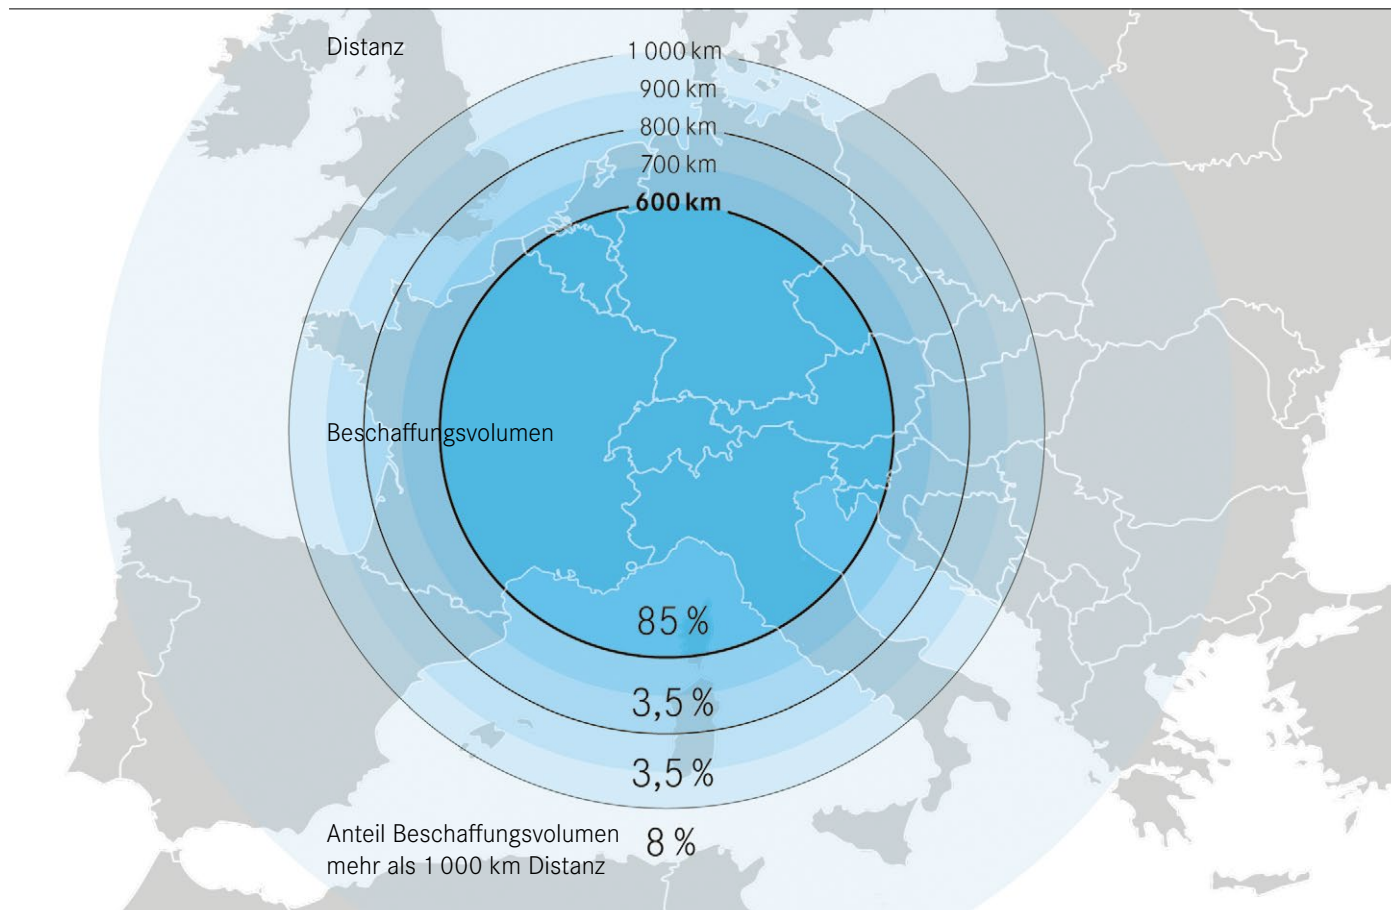 Distanz
1 000 km
900 km
800 km
700 km
600 km
Beschaffungsvolumen
85 %
3,5 %
3,5 %
Anteil Beschaffungsvolumen
mehr als 1 000 km Distanz
8 %